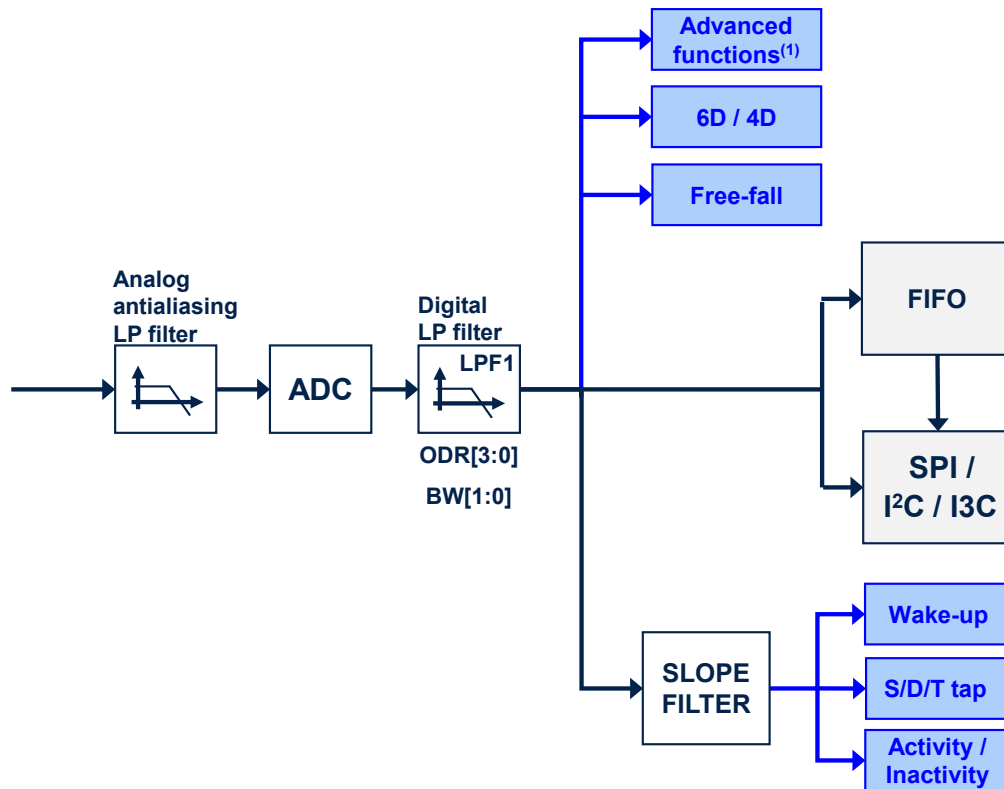 Advanced
functions(1)
6D / 4D
Free-fall
Analog
antialiasing
LP filter
ADC
Digital
LP filter
LPF1
ODR[3:0]
BW[1:0]
FIFO
SPI /
I²C / I3C
SLOPE
FILTER
Wake-up
S/D/T tap
Activity /
Inactivity